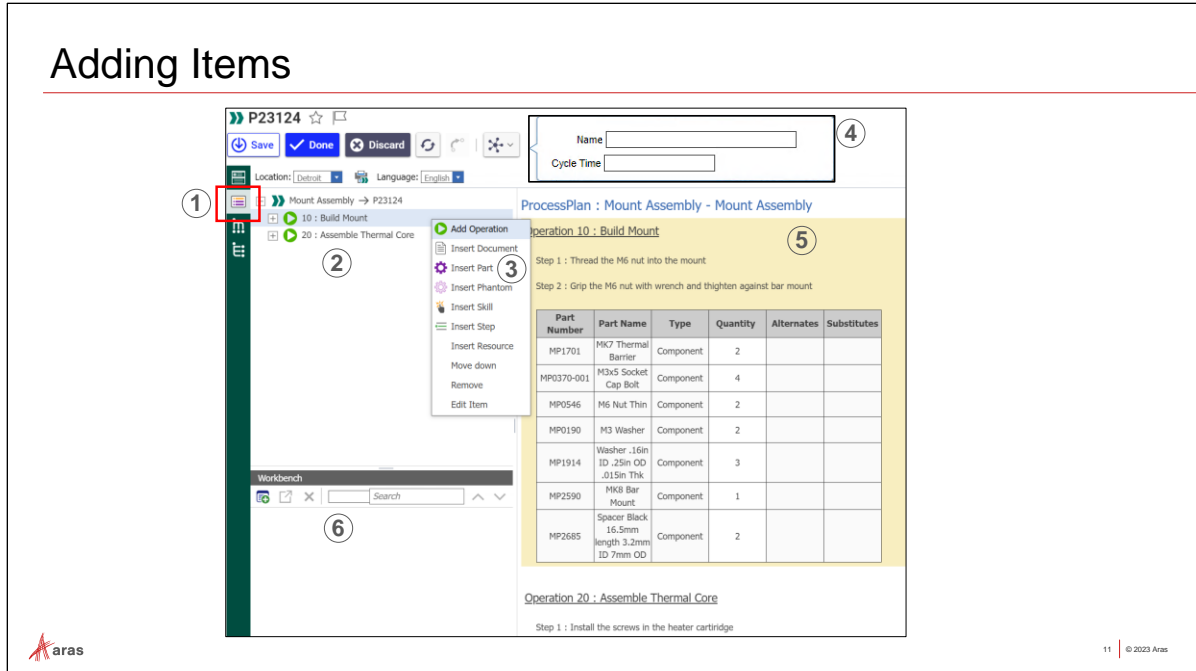 Adding Items
P23124
Save Done Discard
Location: Detroit Language: English
Name
Cycle Time
4
1
Mount Assembly → P23124
10 : Build Mount
20 : Assemble Thermal Core
2
Add Operation
Insert Document
Insert Part
Insert Phantom
Insert Skill
Insert Step
Insert Resource
Move down
Remove
Edit Item
3
ProcessPlan : Mount Assembly - Mount Assembly
Operation 10 : Build Mount
5
Step 1 : Thread the M6 nut into the mount
Step 2 : Grip the M6 nut with wrench and thighten against bar mount
Part Number Part Name Type Quantity Alternates Substitutes
MP1701 MK7 Thermal Barrier Component 2
MP0370-001 M3x5 Socket Cap Bolt Component 4
MP0546 M6 Nut Thin Component 2
MP0190 M3 Washer Component 2
MP1914 Washer .16in ID .25in OD .015in Thk Component 3
MP2590 MK8 Bar Mount Component 1
MP2685 Spacer Black 16.5mm length 3.2mm ID 7mm OD Component 2
Operation 20 : Assemble Thermal Core
Step 1 : Install the screws in the heater cartiridge
Workbench
Search
6
aras
11 © 2023 Aras